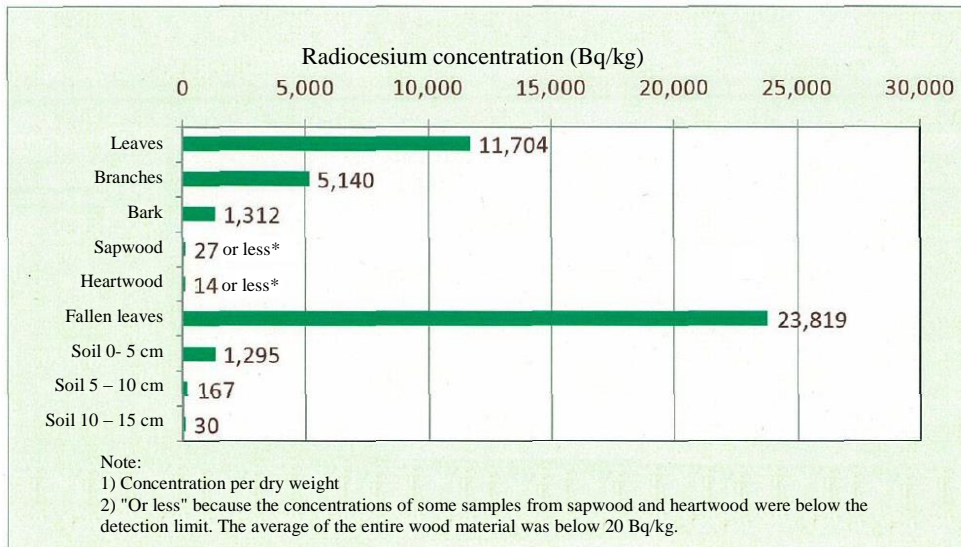 Radiocesium concentration (Bq/kg)
0 5,000 10,000 15,000 20,000 25,000 30,000
Leaves 11,704
Branches 5,140
Bark 1,312
Sapwood 27 or less*
Heartwood 14 or less*
Fallen leaves 23,819
Soil 0- 5 cm 1,295
Soil 5 – 10 cm 167
Soil 10 – 15 cm 30
Note:
1) Concentration per dry weight
2) "Or less" because the concentrations of some samples from sapwood and heartwood were below the
detection limit. The average of the entire wood material was below 20 Bq/kg.